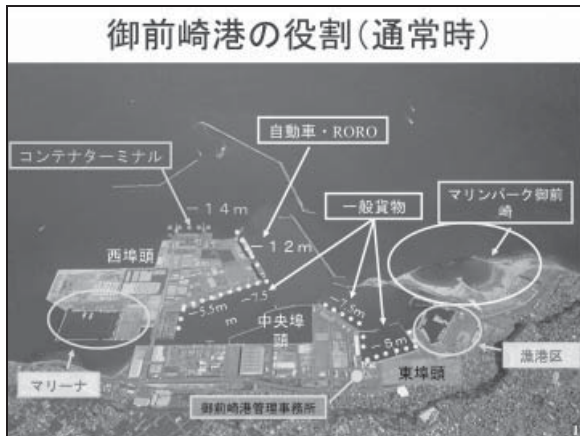 御前崎港の役割(通常時)
自動車・RORO
コンテナターミナル
-14m
一般貨物
マリンパーク御前
崎
-12m
西埠頭
-7.5
-5.5m
m
中央埠
頭
漁港区
マリーナ
東埠頭
御前崎港管理事務所